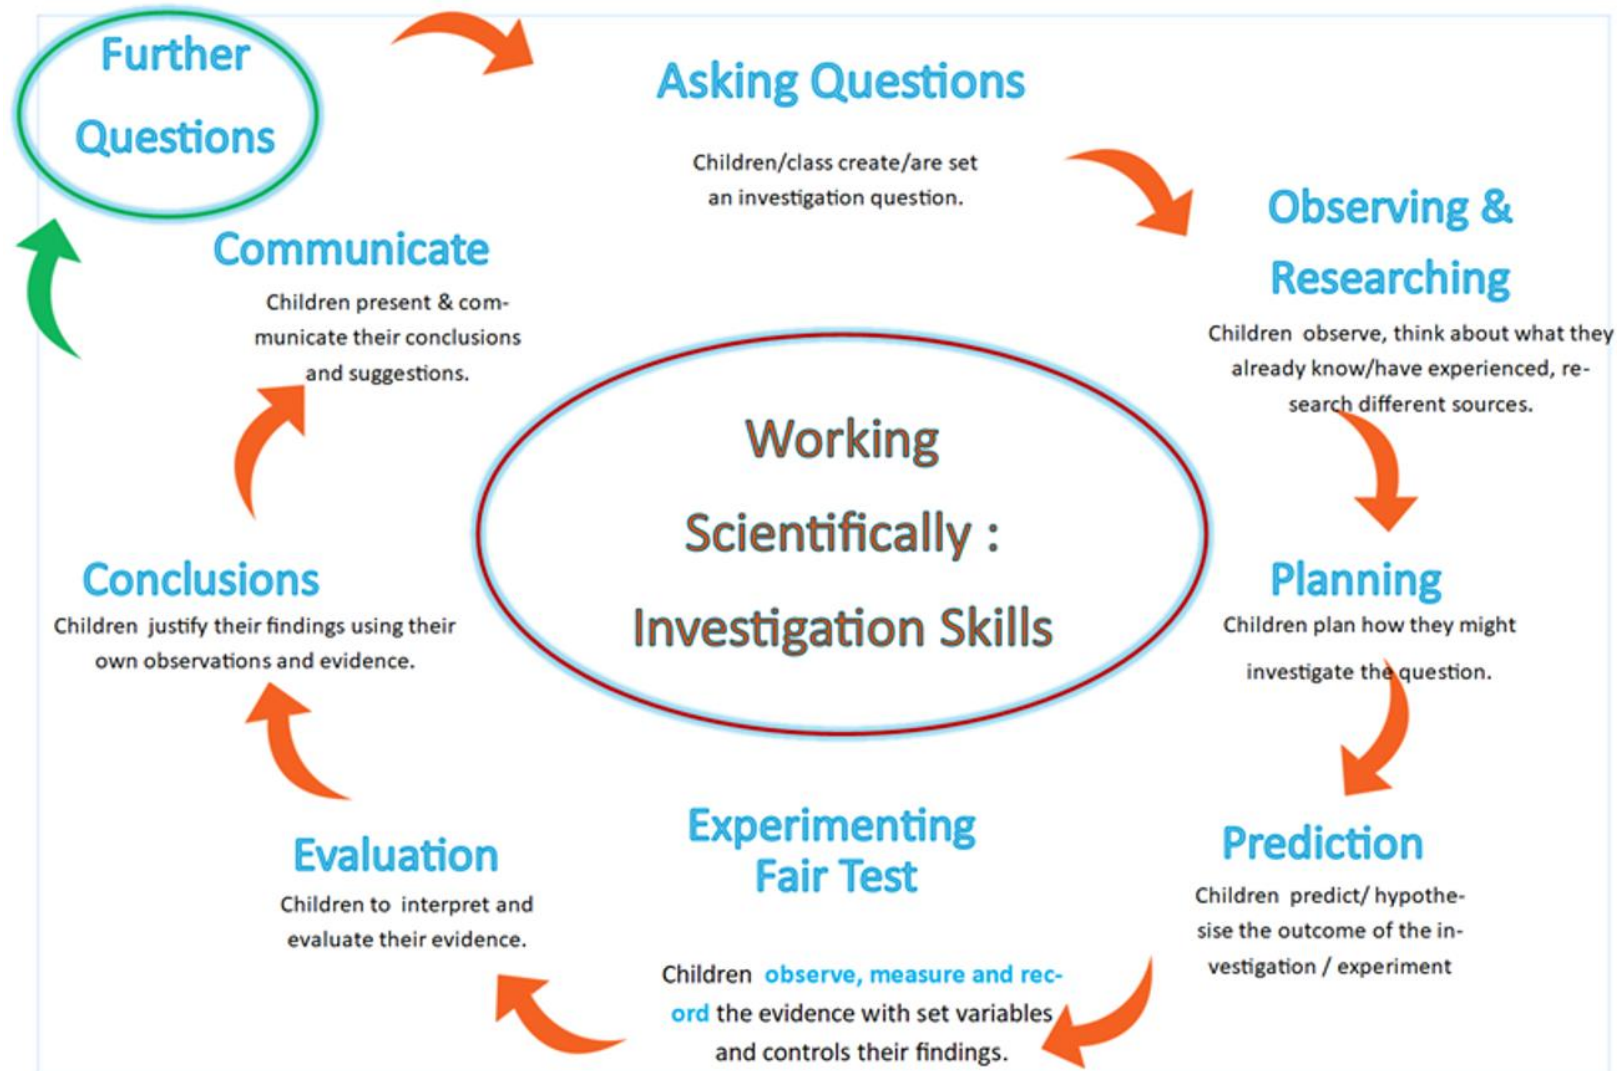 Further
Questions
Asking Questions
Children/class create/are set
an investigation question.
Observing &
Researching
Children observe, think about what they
already know/have experienced, re-
search different sources.
Planning
Children plan how they might
investigate the question.
Prediction
Children predict/ hypothe-
sise the outcome of the in-
vestigation / experiment
Experimenting
Fair Test
Children observe, measure and rec-
ord the evidence with set variables
and controls their findings.
Evaluation
Children to interpret and
evaluate their evidence.
Conclusions
Children justify their findings using their
own observations and evidence.
Communicate
Children present & com-
municate their conclusions
and suggestions.
Working
Scientifically :
Investigation Skills